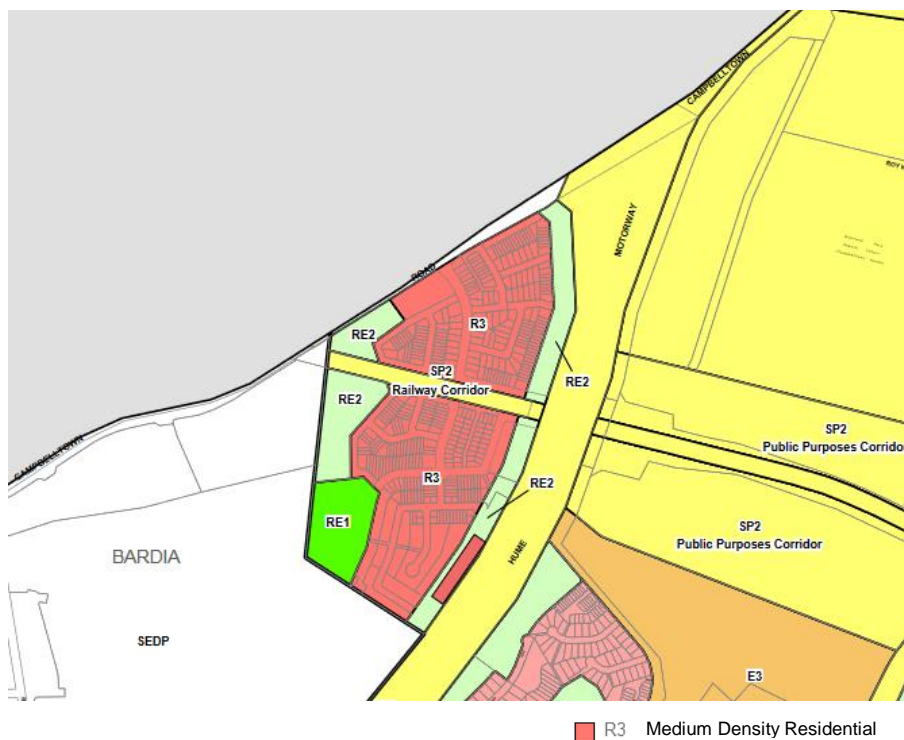 CAMPBELLTOWN
MOTORWAY
ROAD
RE2
R3
SP2
Railway Corridor
RE2
RE2
SP2
Public Purposes Corrido
CAMPBELLTOWN
R3
RE2
RE1
SP2
Public Purposes Corridor
HUME
BARDIA
SEDP
E3
R3 Medium Density Residential